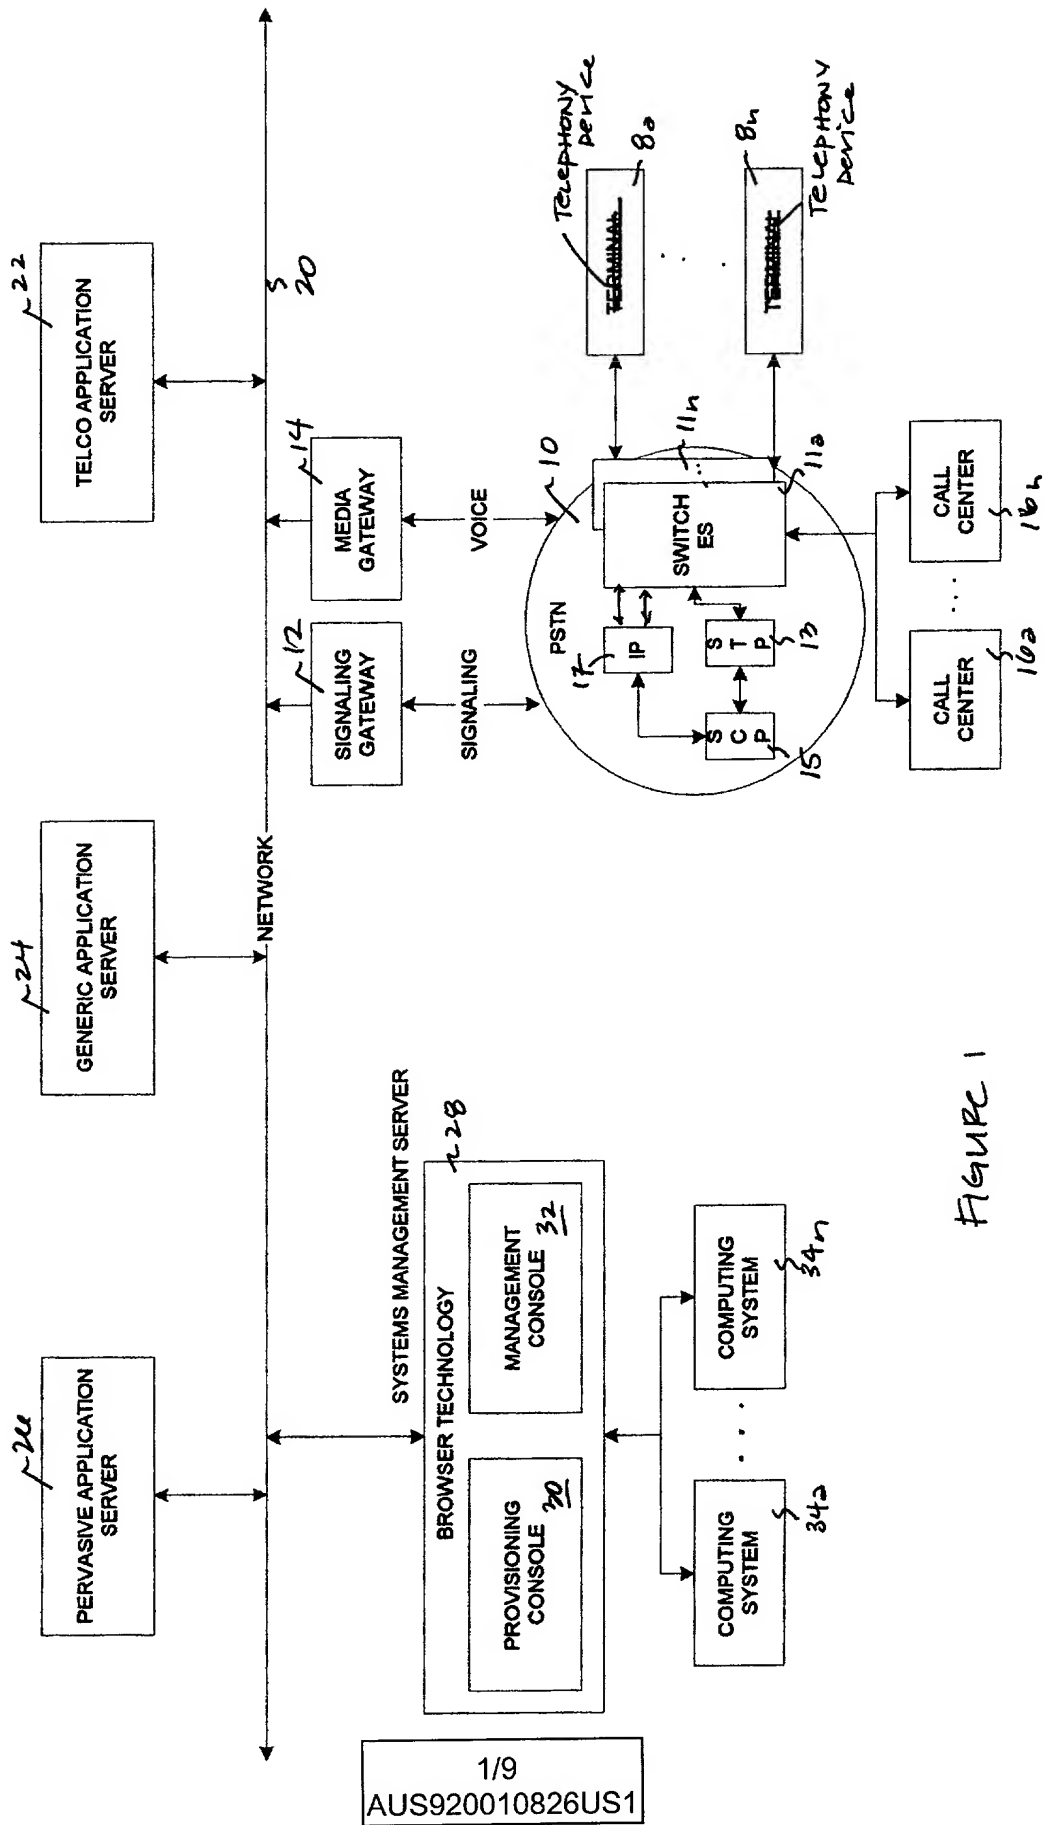 PERVASIVE APPLICATION
SERVER
26
GENERIC APPLICATION
SERVER
24
TELCO APPLICATION
SERVER
22
NETWORK
20
SYSTEMS MANAGEMENT SERVER
28
BROWSER TECHNOLOGY
PROVISIONING
CONSOLE
30
MANAGEMENT
CONSOLE
32
COMPUTING
SYSTEM
34a
...
COMPUTING
SYSTEM
34n
SIGNALING
GATEWAY
12
MEDIA
GATEWAY
14
SIGNALING
VOICE
PSTN
10
IP
17
SWITCH
ES
11n
...
11a
S
T
P
13
S
C
P
15
CALL
CENTER
16a
...
CALL
CENTER
16n
TERMINAL
Telephony
Device
8a
...
TERMINAL
Telephony
Device
8n
FIGURE 1
1/9
AUS920010826US1